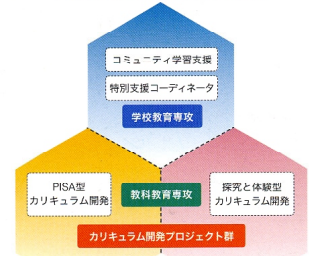 コミュニティ学習支援
特別支援コーディネータ
学校教育専攻
PISA型
カリキュラム開発
教科教育専攻
探究と体験型
カリキュラム開発
カリキュラム開発プロジェクト群